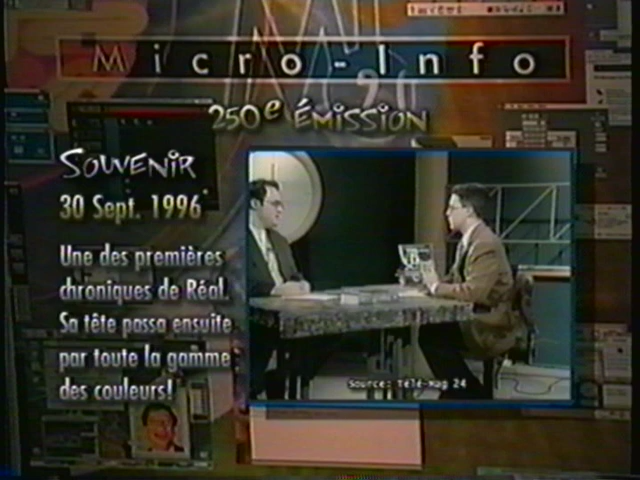 Micro-Info
250e ÉMISSION
SOUVENIR
30 Sept. 1996
Une des premières
chroniques de Réal.
Sa tête passa ensuite
par toute la gamme
des couleurs!
Source: Télé-Mag 24